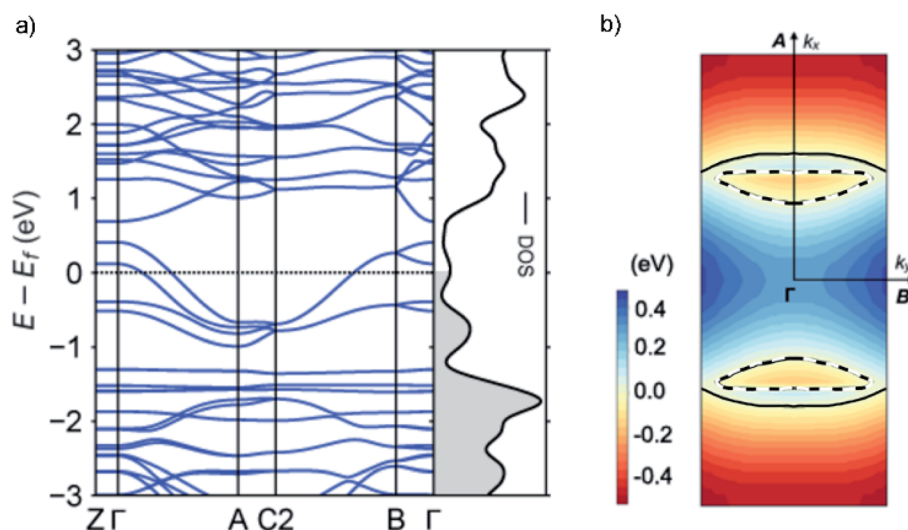 a)
3
2
1
0
−1
−2
−3
E − E_f (eV)
Z Γ A C2 B Γ
— DOS
b)
A k_x
k_y
Γ B
(eV)
0.4
0.2
0.0
-0.2
-0.4